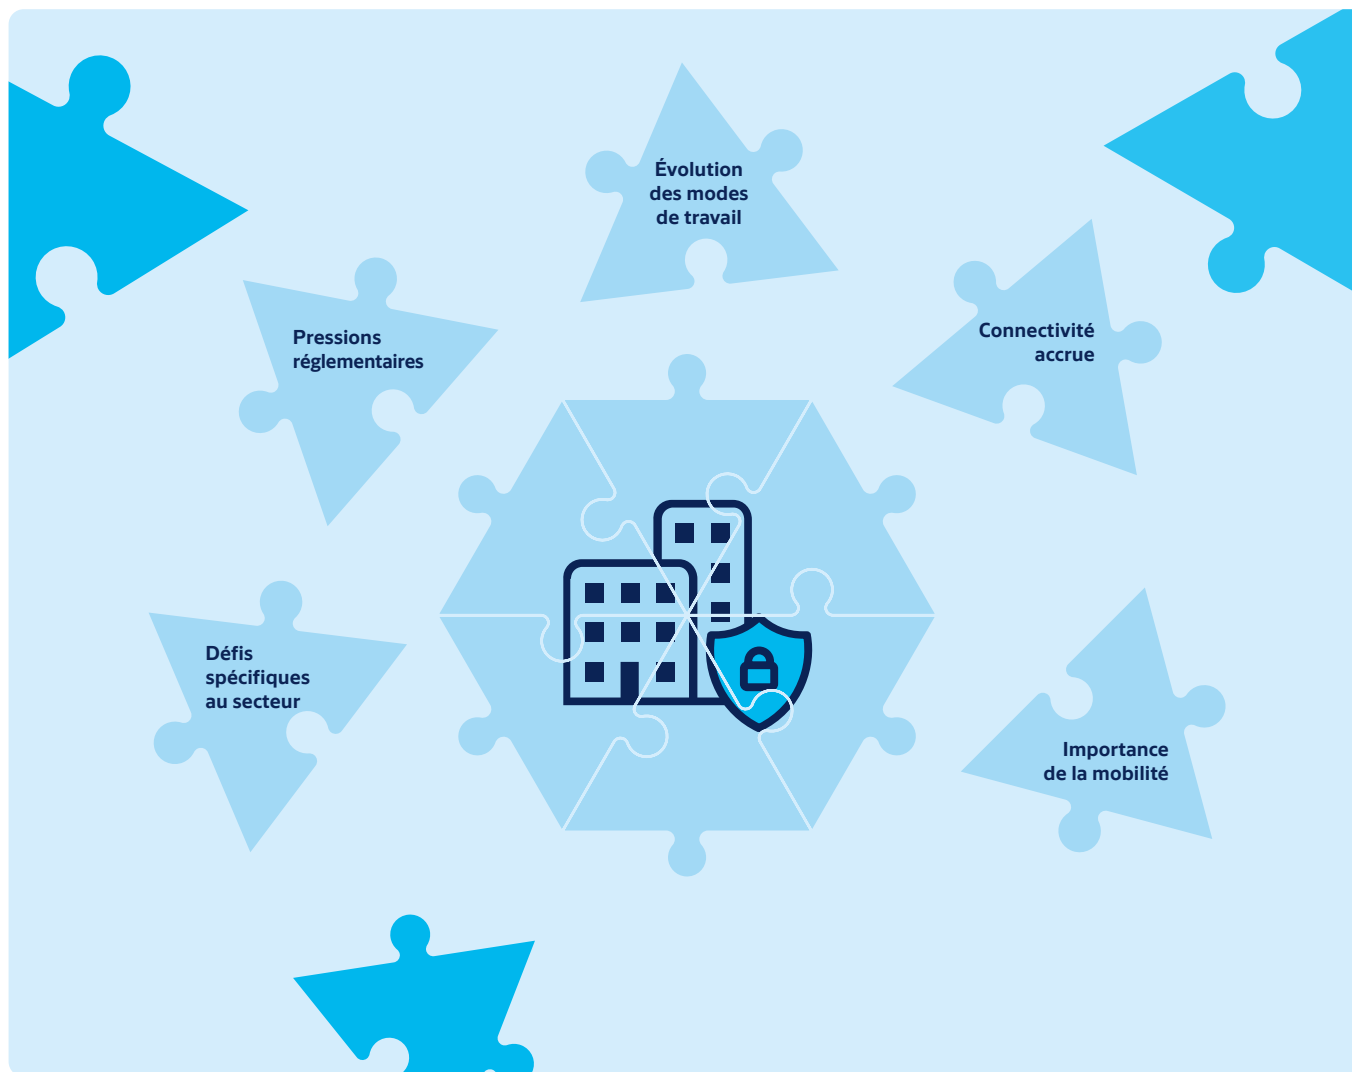 Évolution
des modes
de travail
Pressions
réglementaires
Connectivité
accrue
Défis
spécifiques
au secteur
Importance
de la mobilité